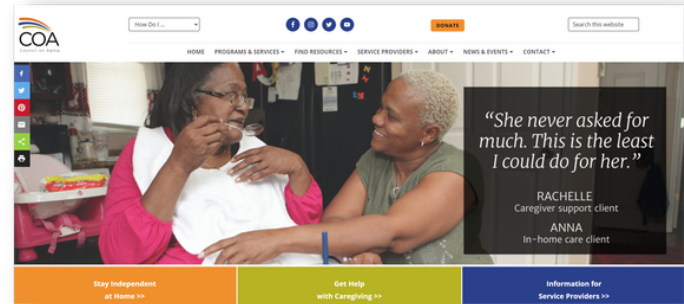 COA
Council on Aging
How Do I ...
DONATE
Search this website
HOME PROGRAMS & SERVICES FIND RESOURCES SERVICE PROVIDERS ABOUT NEWS & EVENTS CONTACT
“She never asked for
much. This is the least
I could do for her.”
RACHELLE
Caregiver support client
ANNA
In-home care client
Stay Independent
at Home >>
Get Help
with Caregiving >>
Information for
Service Providers >>